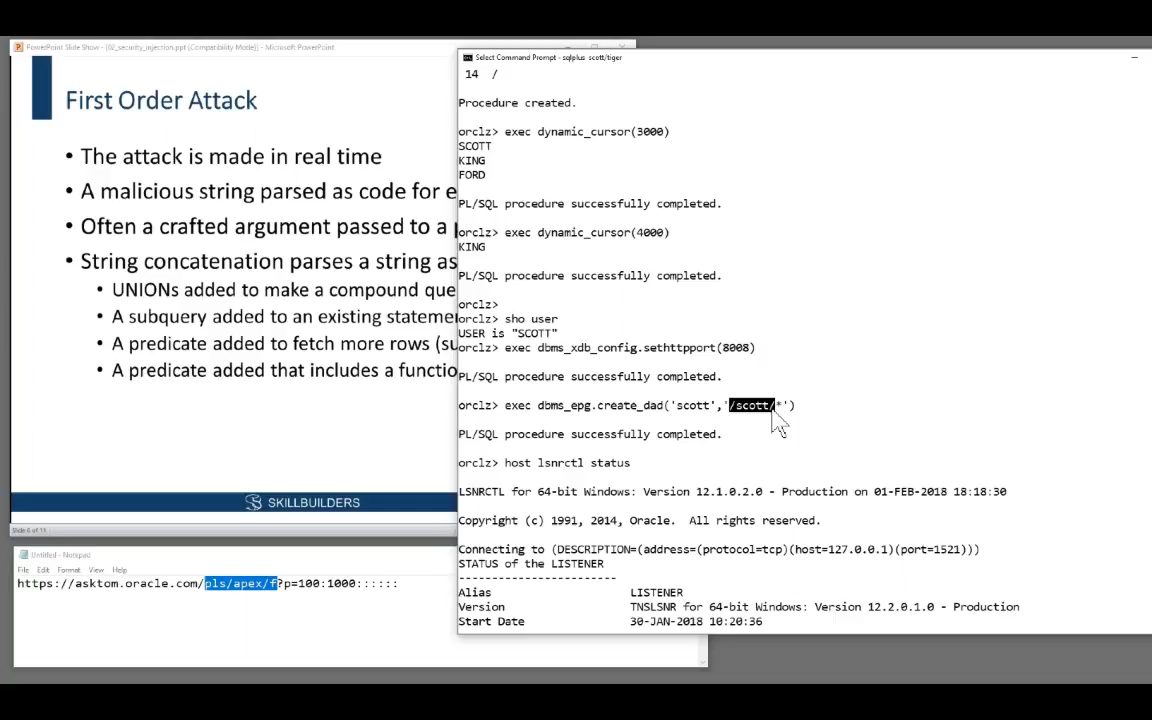 PowerPoint Slide Show - [02_security_injection.ppt [Compatibility Mode]] - Microsoft PowerPoint
First Order Attack
• The attack is made in real time
• A malicious string parsed as code for e
• Often a crafted argument passed to a p
• String concatenation parses a string as
• UNIONs added to make a compound que
• A subquery added to an existing stateme
• A predicate added to fetch more rows (su
• A predicate added that includes a functio
SKILLBUILDERS
Slide 6 of 11
Untitled - Notepad
File Edit Format View Help
https://asktom.oracle.com/pls/apex/f?p=100:1000::::::
Select Command Prompt - sqlplus scott/tiger
14 /
Procedure created.
orclz> exec dynamic_cursor(3000)
SCOTT
KING
FORD
PL/SQL procedure successfully completed.
orclz> exec dynamic_cursor(4000)
KING
PL/SQL procedure successfully completed.
orclz>
orclz> sho user
USER is "SCOTT"
orclz> exec dbms_xdb_config.sethttpport(8008)
PL/SQL procedure successfully completed.
orclz> exec dbms_epg.create_dad('scott','/scott/*')
PL/SQL procedure successfully completed.
orclz> host lsnrctl status
LSNRCTL for 64-bit Windows: Version 12.1.0.2.0 - Production on 01-FEB-2018 18:18:30
Copyright (c) 1991, 2014, Oracle. All rights reserved.
Connecting to (DESCRIPTION=(address=(protocol=tcp)(host=127.0.0.1)(port=1521)))
STATUS of the LISTENER
------------------------
Alias LISTENER
Version TNSLSNR for 64-bit Windows: Version 12.2.0.1.0 - Production
Start Date 30-JAN-2018 10:20:36